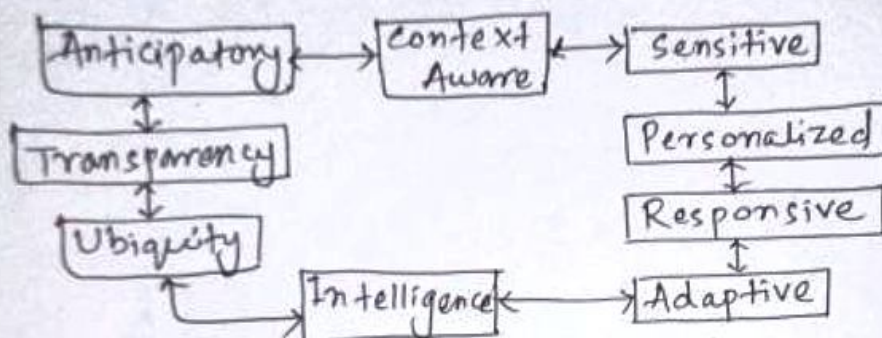 Anticipatory
Context
Aware
Sensitive
Transparency
Personalized
Ubiquity
Responsive
Intelligence
Adaptive